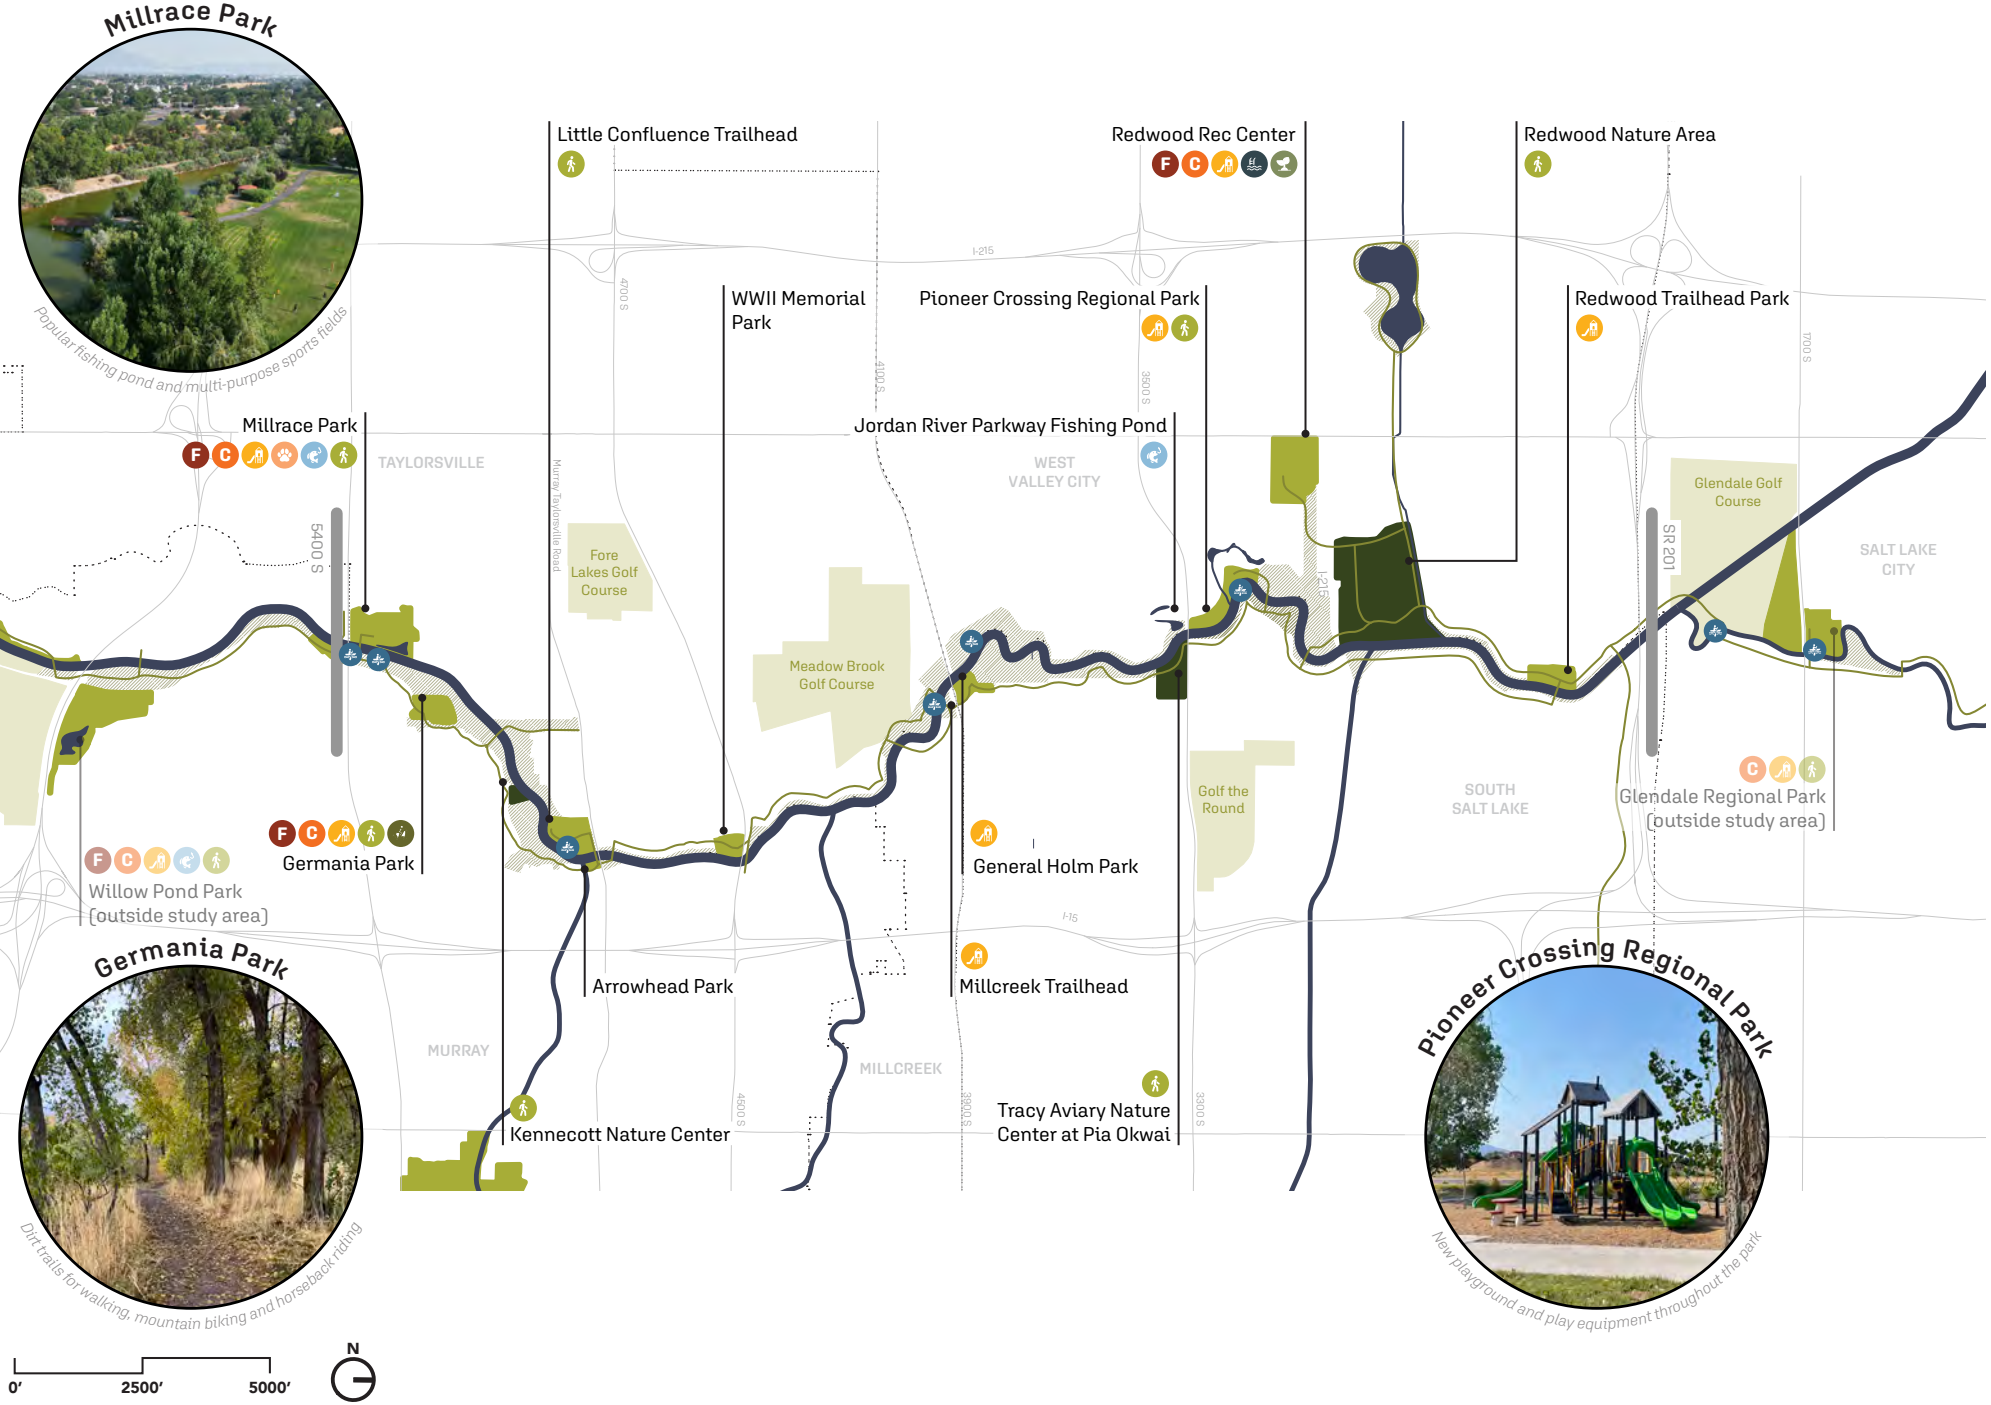 Millrace Park
Popular fishing pond and multi-purpose sports fields
Little Confluence Trailhead
Redwood Rec Center
F C
Redwood Nature Area
I-215
4700 S
WWII Memorial
Park
Pioneer Crossing Regional Park
Redwood Trailhead Park
1700 S
4100 S
3500 S
Millrace Park
F C
Jordan River Parkway Fishing Pond
TAYLORSVILLE
WEST
VALLEY CITY
Murray Taylorsville Road
Glendale Golf
Course
5400 S
SR 201
Fore
Lakes Golf
Course
SALT LAKE
CITY
I-215
Meadow Brook
Golf Course
Golf the
Round
SOUTH
SALT LAKE
C
Glendale Regional Park
(outside study area)
F C
Germania Park
F C
Willow Pond Park
(outside study area)
General Holm Park
I-15
Germania Park
Dirt trails for walking, mountain biking and horseback riding
Arrowhead Park
Millcreek Trailhead
Pioneer Crossing Regional Park
New playground and play equipment throughout the park
MURRAY
MILLCREEK
4500 S
3900 S
3300 S
Kennecott Nature Center
Tracy Aviary Nature
Center at Pia Okwai
N
0' 2500' 5000'